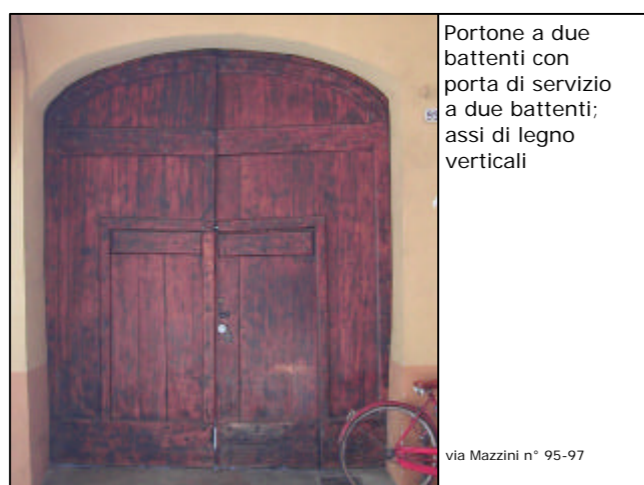 Portone a due
battenti con
porta di servizio
a due battenti;
assi di legno
verticali
via Mazzini n° 95-97